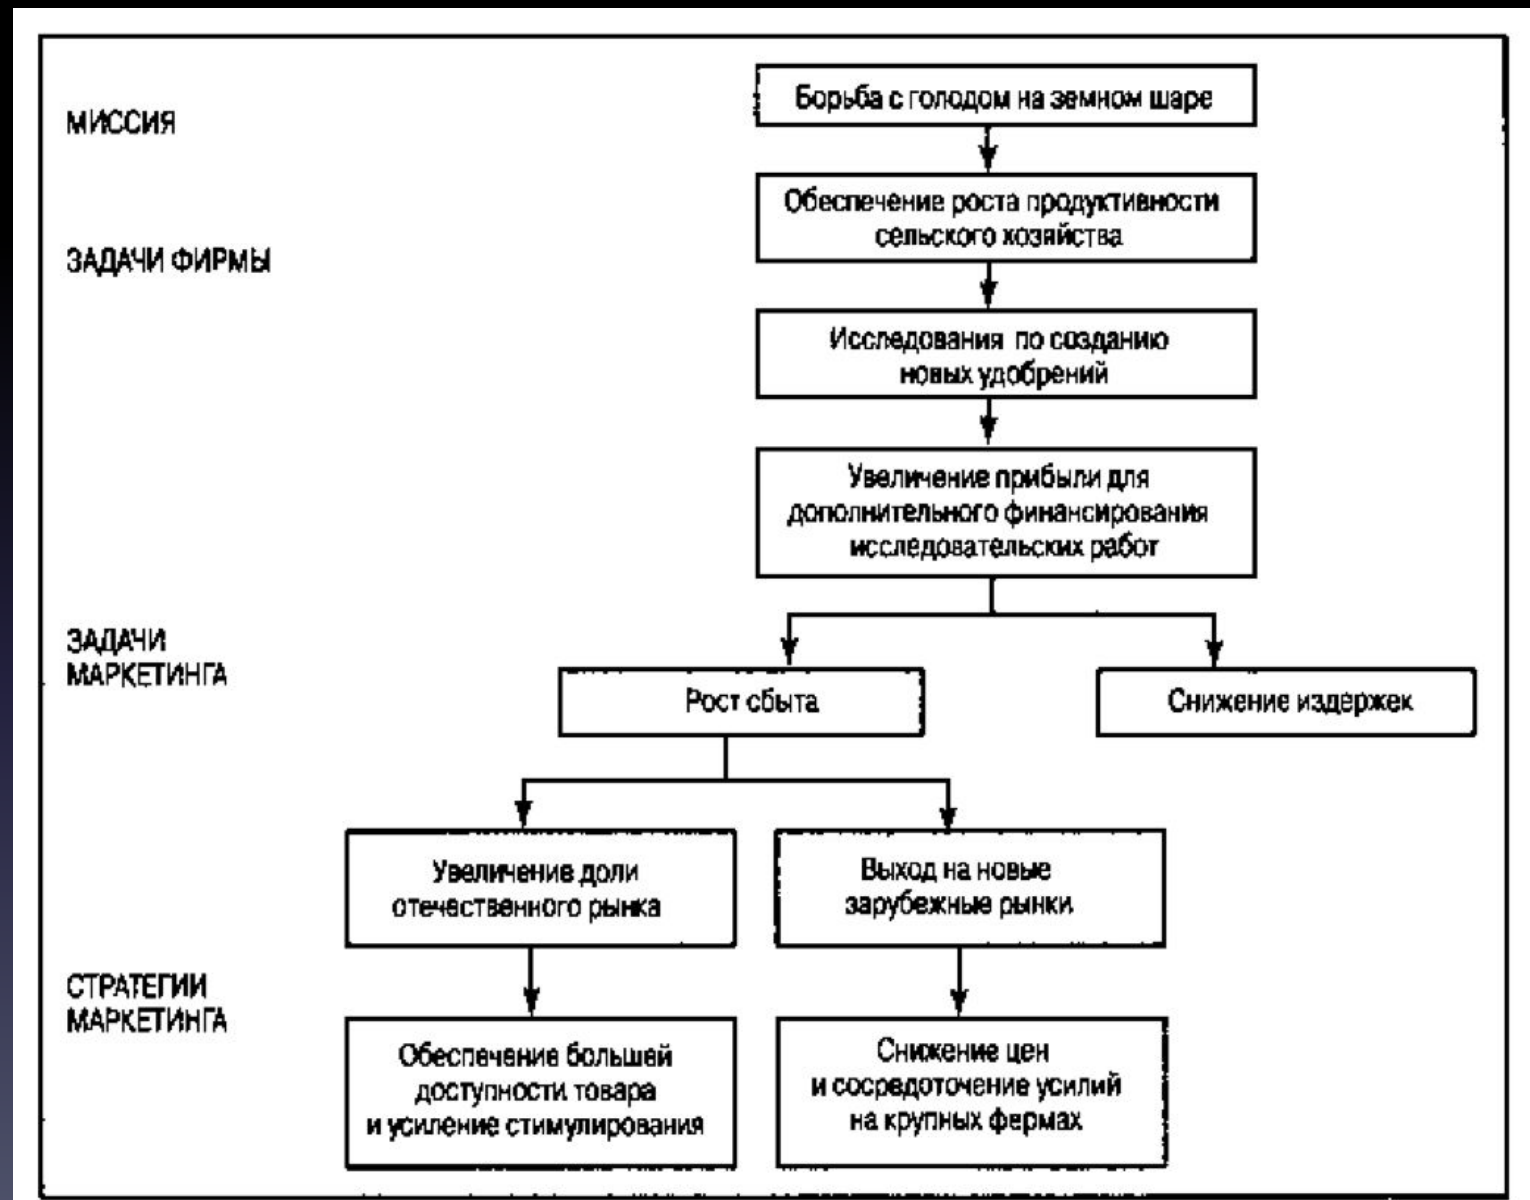 МИССИЯ
Борьба с голодом на земном шаре
ЗАДАЧИ ФИРМЫ
Обеспечение роста продуктивности
сельского хозяйства
Исследования по созданию
новых удобрений
Увеличение прибыли для
дополнительного финансирования
исследовательских работ
ЗАДАЧИ
МАРКЕТИНГА
Рост сбыта
Снижение издержек
Увеличение доли
отечественного рынка
Выход на новые
зарубежные рынки
СТРАТЕГИИ
МАРКЕТИНГА
Обеспечение большей
доступности товара
и усиление стимулирования
Снижение цен
и сосредоточение усилий
на крупных фермах